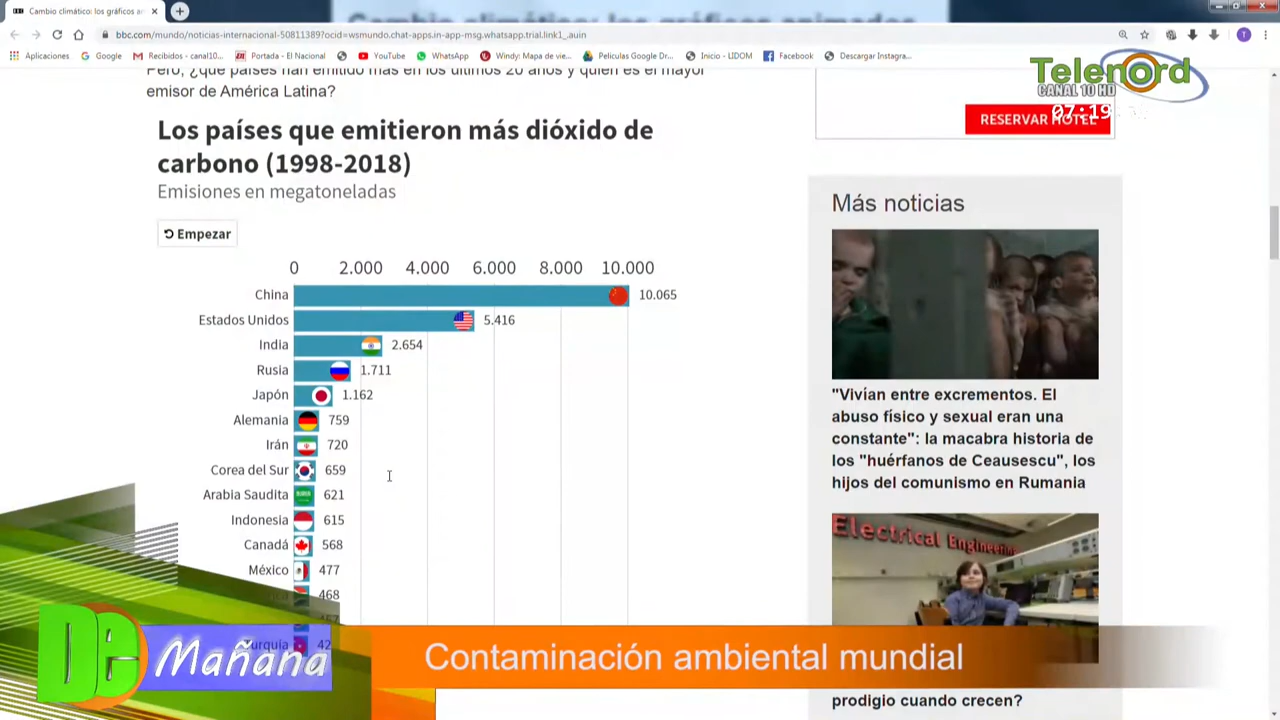 Cambio climático: los gráficos an
bbc.com/mundo/noticias-internacional-50811389?ocid=wsmundo.chat-apps.in-app-msg.whatsapp.trial.link1_.auin
Aplicaciones
Google
Recibidos - canal10...
Portada - El Nacional
YouTube
WhatsApp
Windy: Mapa de vie...
Peliculas Google Dr...
Inicio - LIDOM
Facebook
Descargar Instagra...
Pero, ¿qué países han emitido más en los últimos 20 años y quién es el mayor
emisor de América Latina?
Telenord
CANAL 10 HD
07:19
RESERVAR HOTEL
Los países que emitieron más dióxido de
carbono (1998-2018)
Emisiones en megatoneladas
Empezar
0 2.000 4.000 6.000 8.000 10.000
China 10.065
Estados Unidos 5.416
India 2.654
Rusia 1.711
Japón 1.162
Alemania 759
Irán 720
Corea del Sur 659
Arabia Saudita 621
Indonesia 615
Canadá 568
México 477
468
Más noticias
"Vivían entre excrementos. El
abuso físico y sexual eran una
constante": la macabra historia de
los "huérfanos de Ceausescu", los
hijos del comunismo en Rumania
Electrical Engineering
prodigio cuando crecen?
De Mañana
Contaminación ambiental mundial